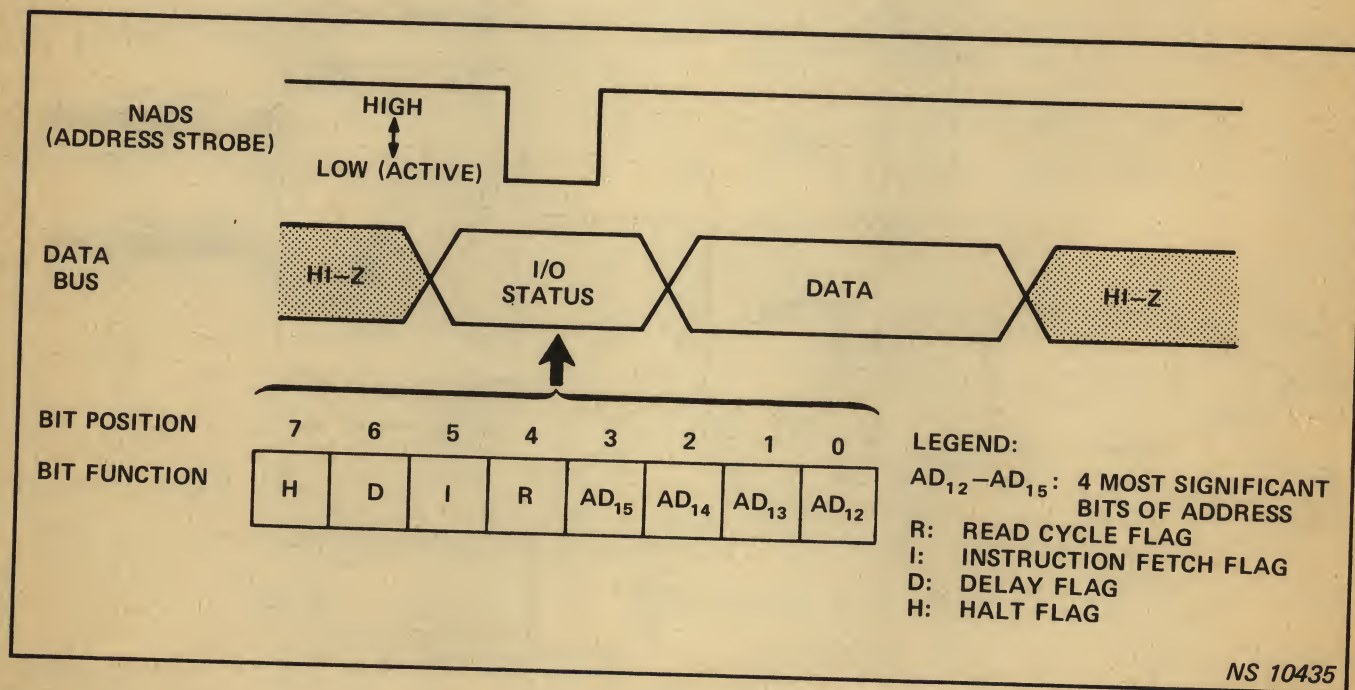 NADS
(ADDRESS STROBE)
HIGH
LOW (ACTIVE)
DATA
BUS
HI–Z
I/O
STATUS
DATA
HI–Z
BIT POSITION 7 6 5 4 3 2 1 0
BIT FUNCTION H D I R AD₁₅ AD₁₄ AD₁₃ AD₁₂
LEGEND:
AD₁₂–AD₁₅: 4 MOST SIGNIFICANT
BITS OF ADDRESS
R: READ CYCLE FLAG
I: INSTRUCTION FETCH FLAG
D: DELAY FLAG
H: HALT FLAG
NS 10435